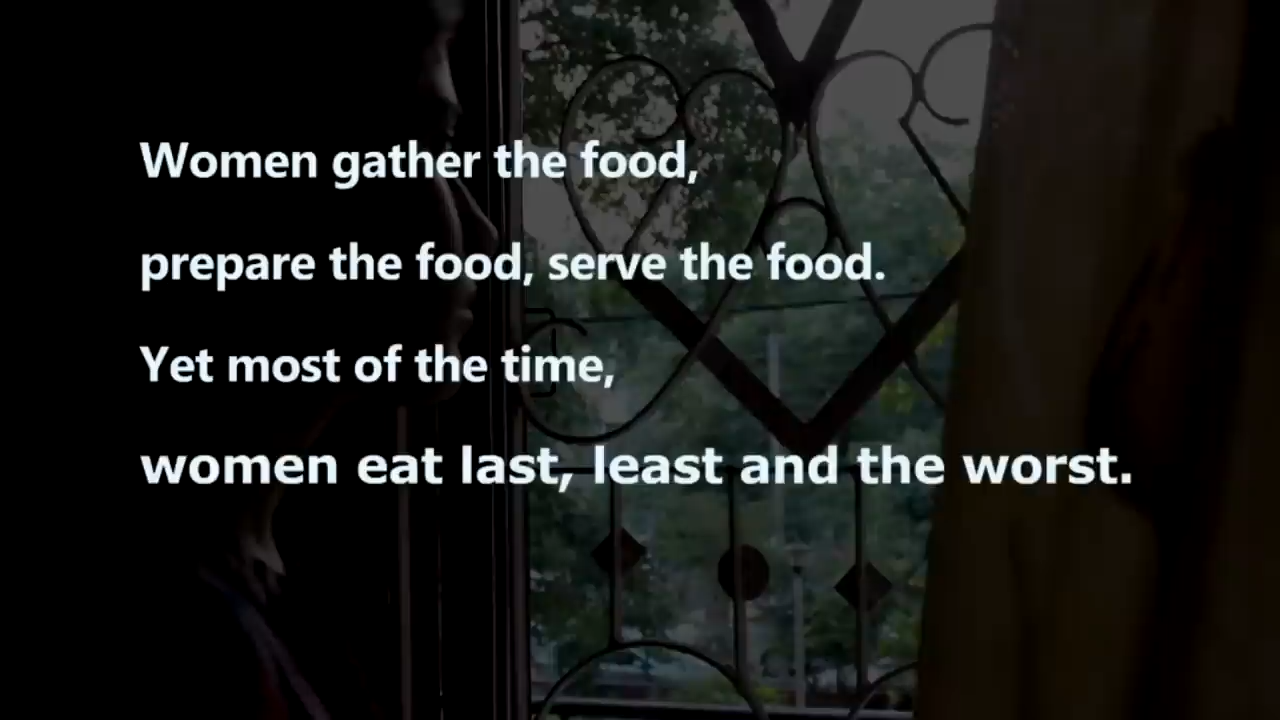 Women gather the food,
prepare the food, serve the food.
Yet most of the time,
women eat last, least and the worst.